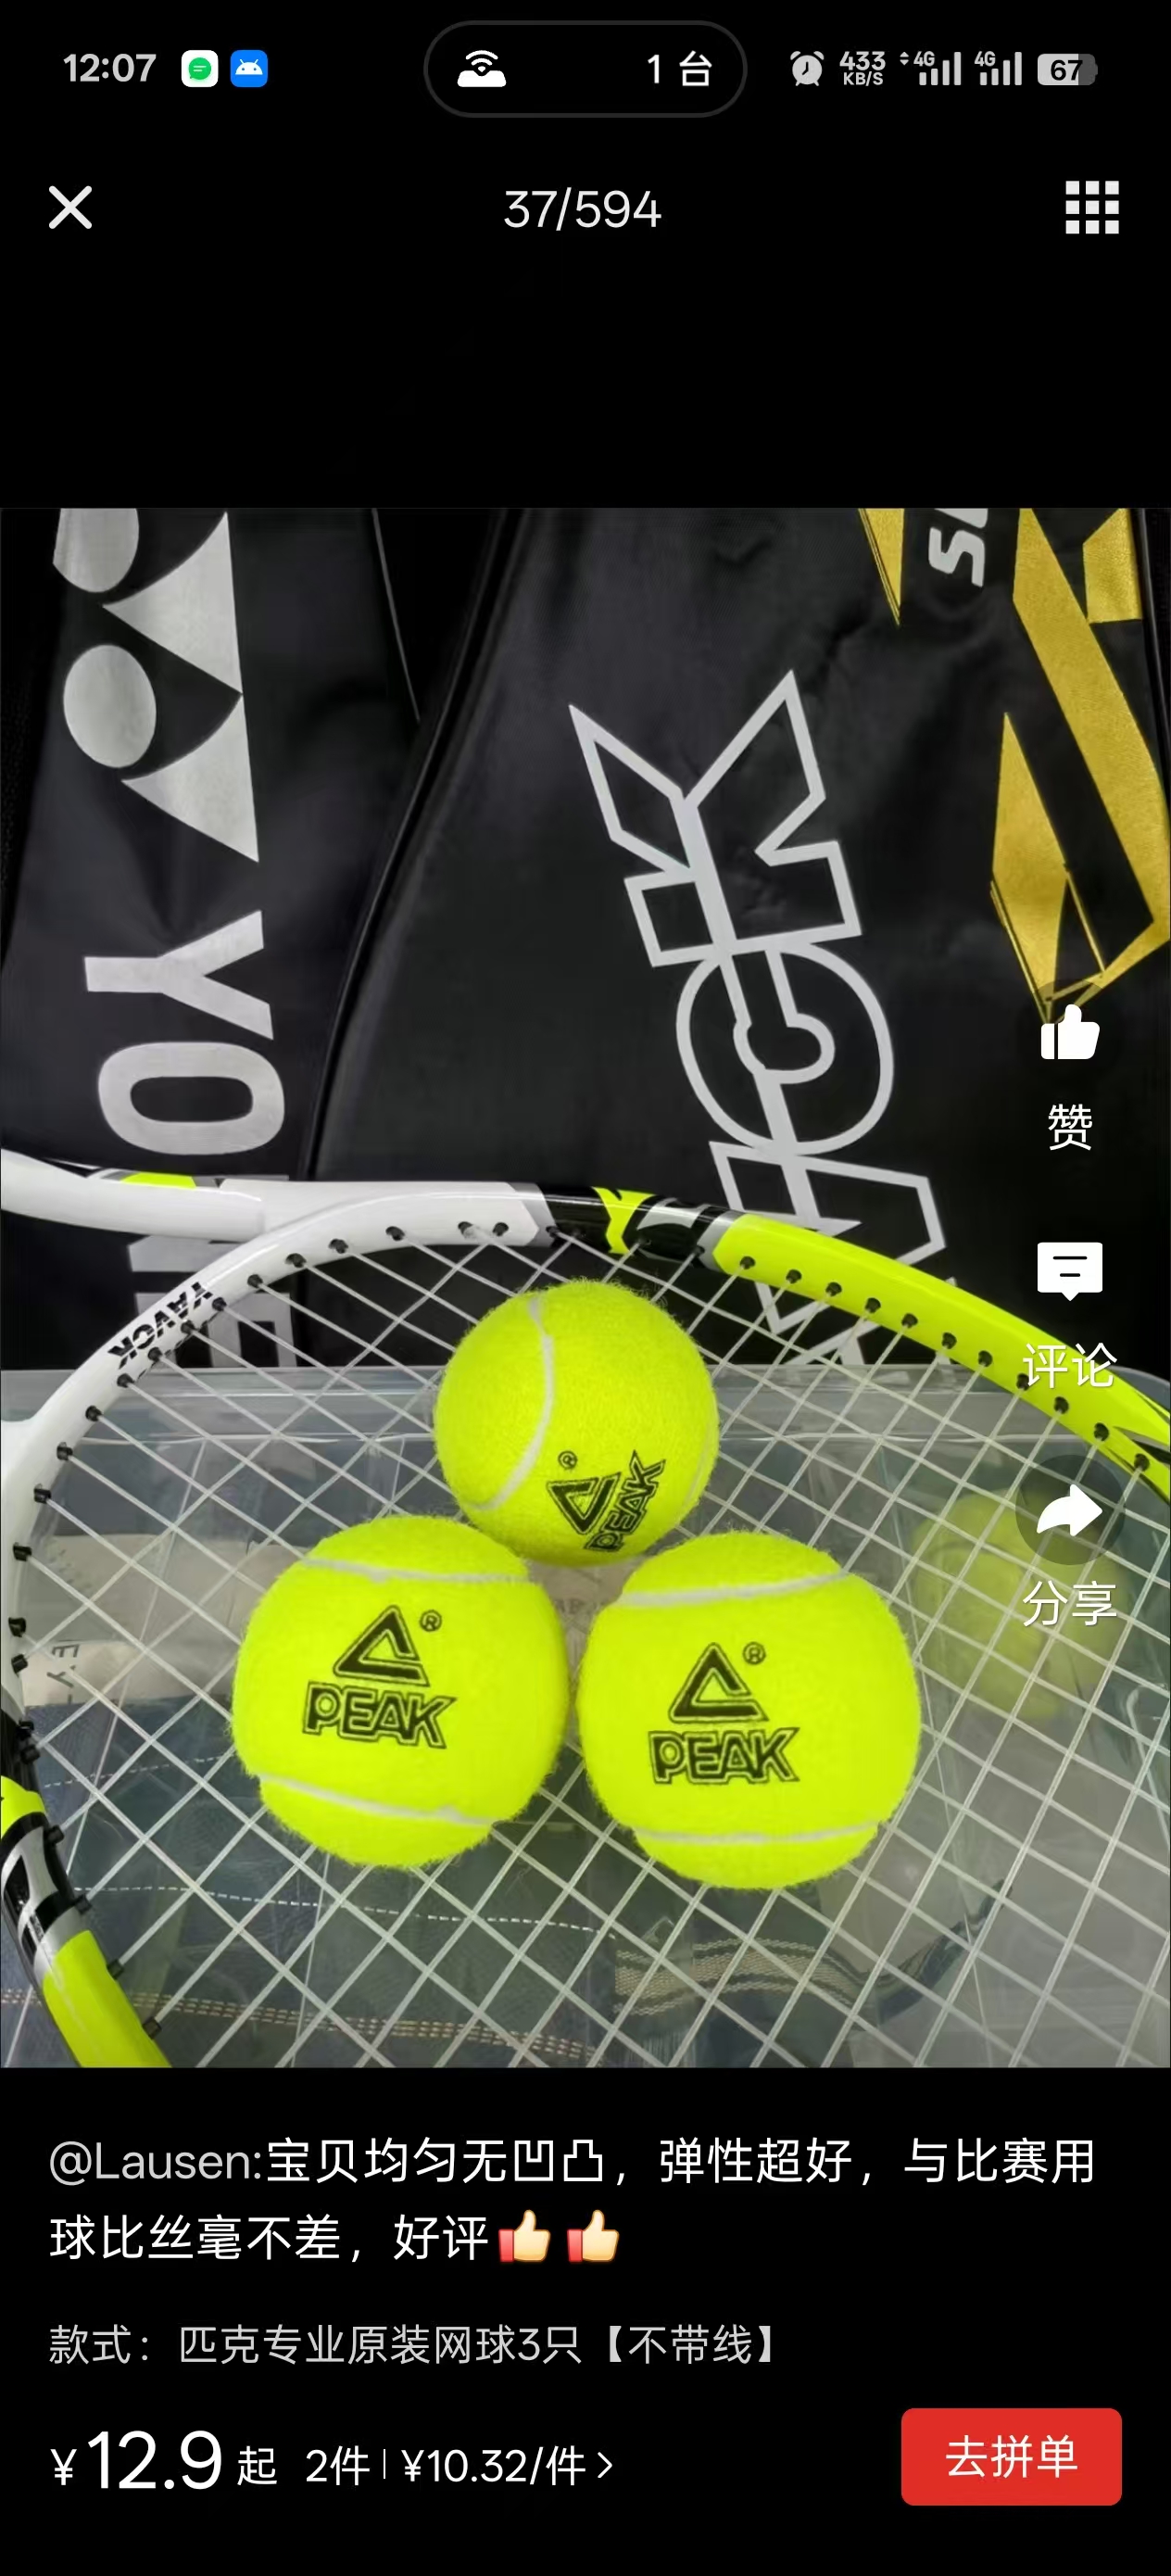 12:07
1 台
433
KB/S
4G
4G
67
37/594
YO
PEAK
®
PEAK
®
PEAK
®
赞
评论
分享
@Lausen:宝贝均匀无凹凸，弹性超好，与比赛用
球比丝毫不差，好评👍👍
款式：匹克专业原装网球3只【不带线】
¥12.9起 2件|¥10.32/件>
去拼单